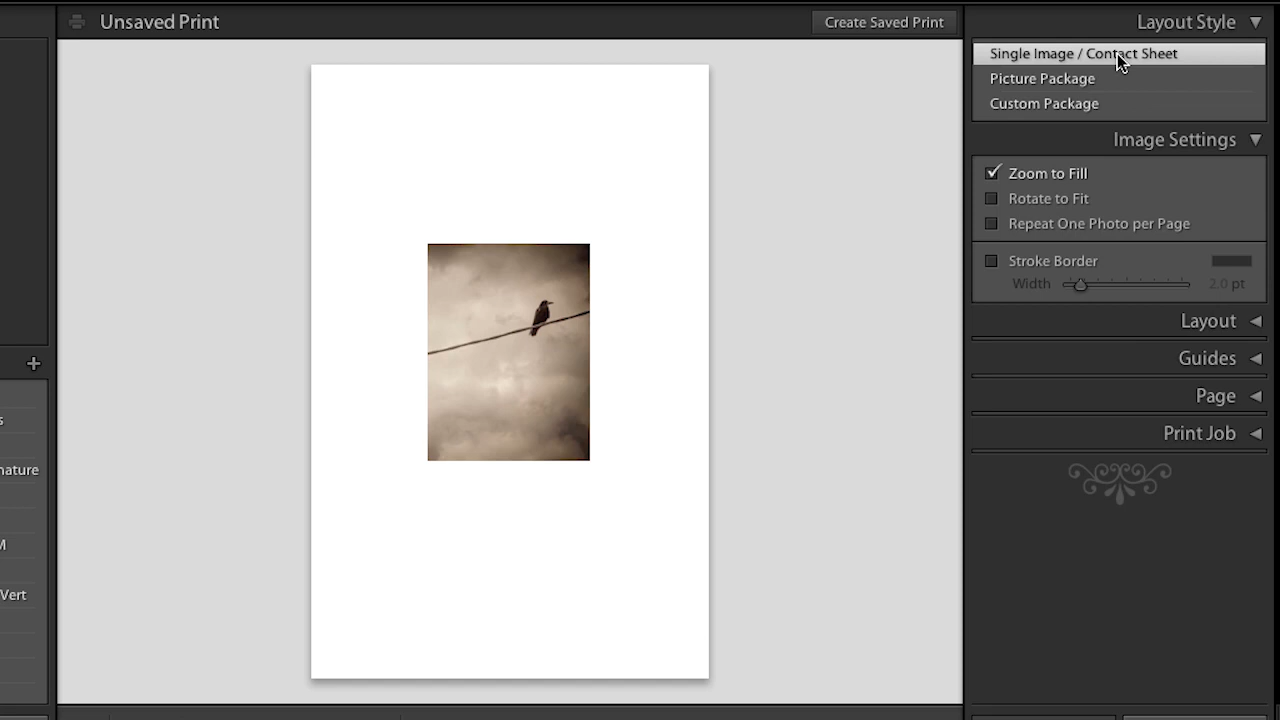 Unsaved Print
Create Saved Print
Layout Style
Single Image / Contact Sheet
Picture Package
Custom Package
Image Settings
Zoom to Fill
Rotate to Fit
Repeat One Photo per Page
Stroke Border
Width 2.0 pt
Layout
Guides
Page
Print Job
+
s
nature
M
Vert